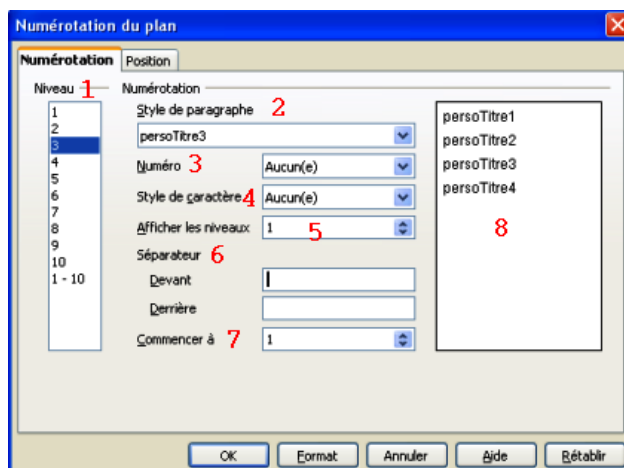 Numérotation du plan
Numérotation Position
Niveau 1 Numérotation
1
2
3
4
5
6
7
8
9
10
1 - 10
Style de paragraphe 2
persoTitre3
Numéro 3 Aucun(e)
Style de caractère 4 Aucun(e)
Afficher les niveaux 1 5
Séparateur 6
Devant
Derrière
Commencer à 7 1
persoTitre1
persoTitre2
persoTitre3
persoTitre4
8
OK Format Annuler Aide Rétablir